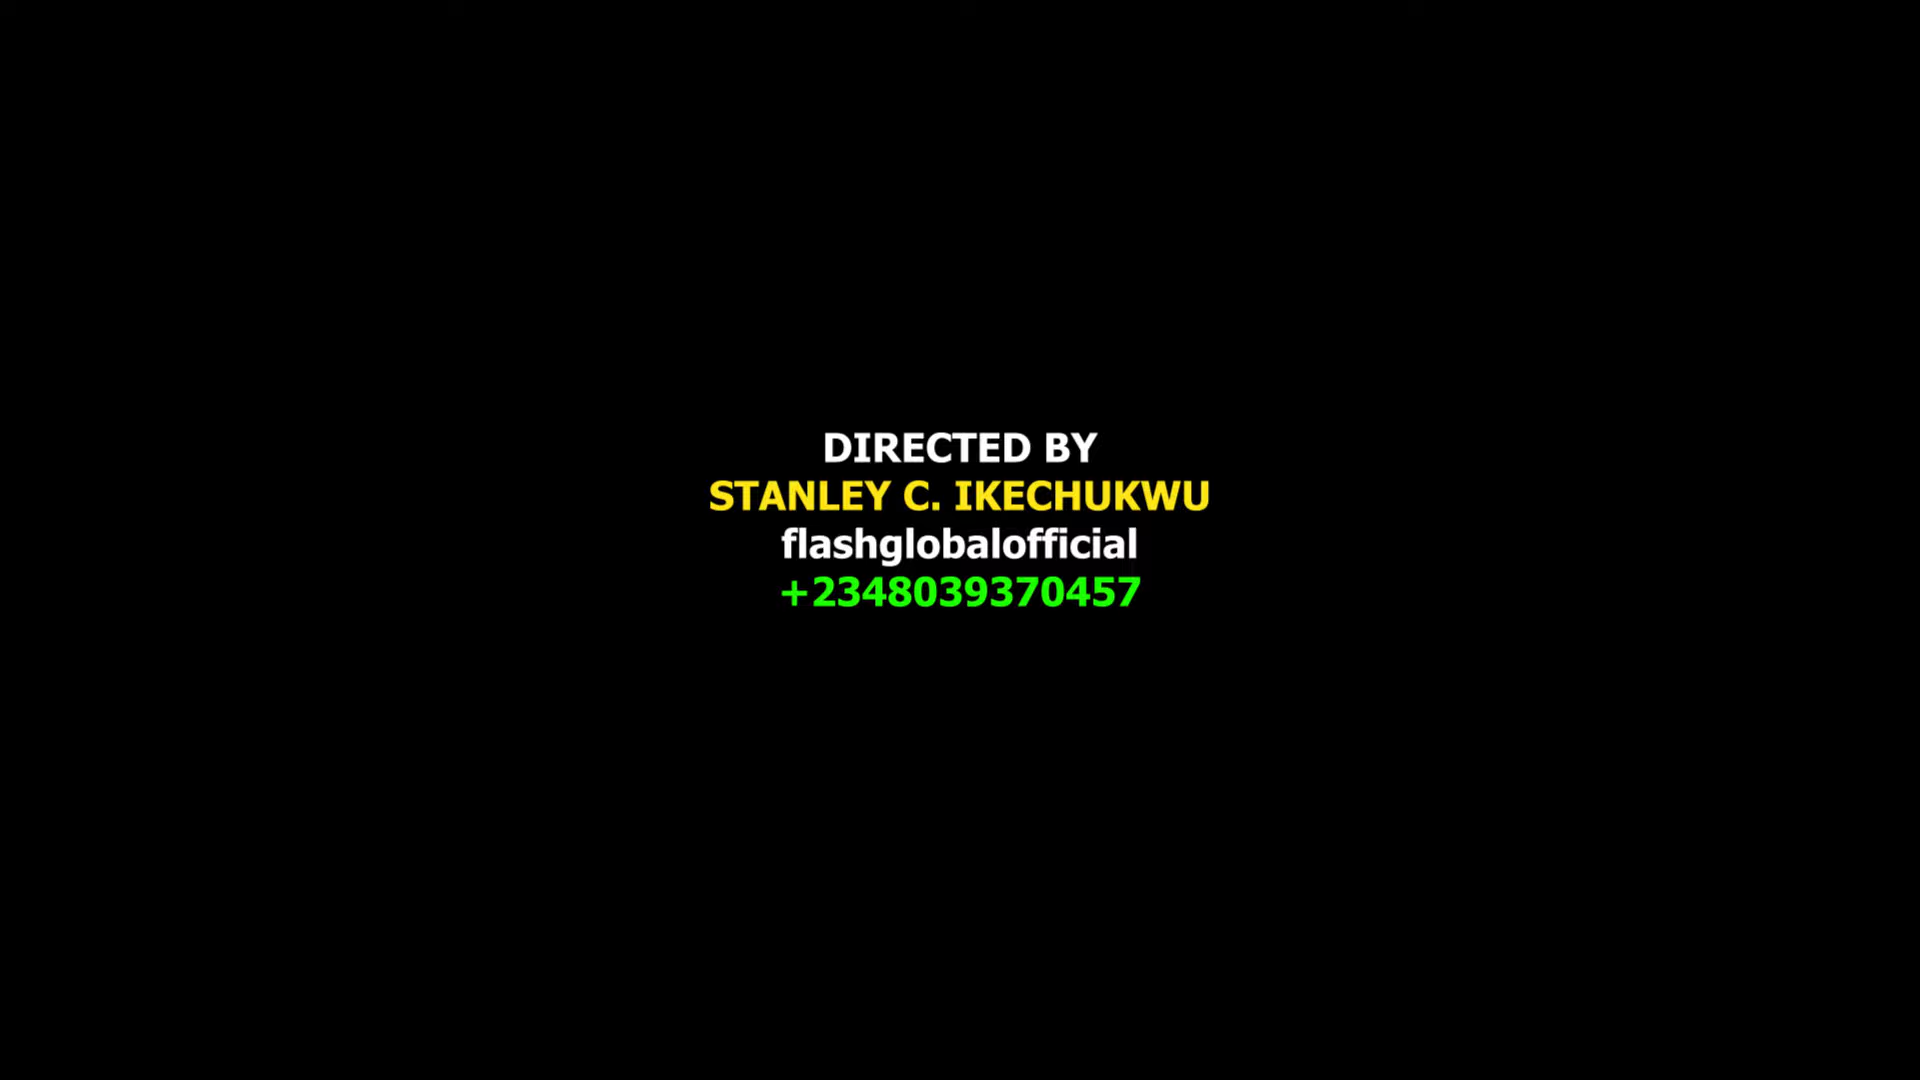 DIRECTED BY
STANLEY C. IKECHUKWU
flashglobalofficial
+2348039370457